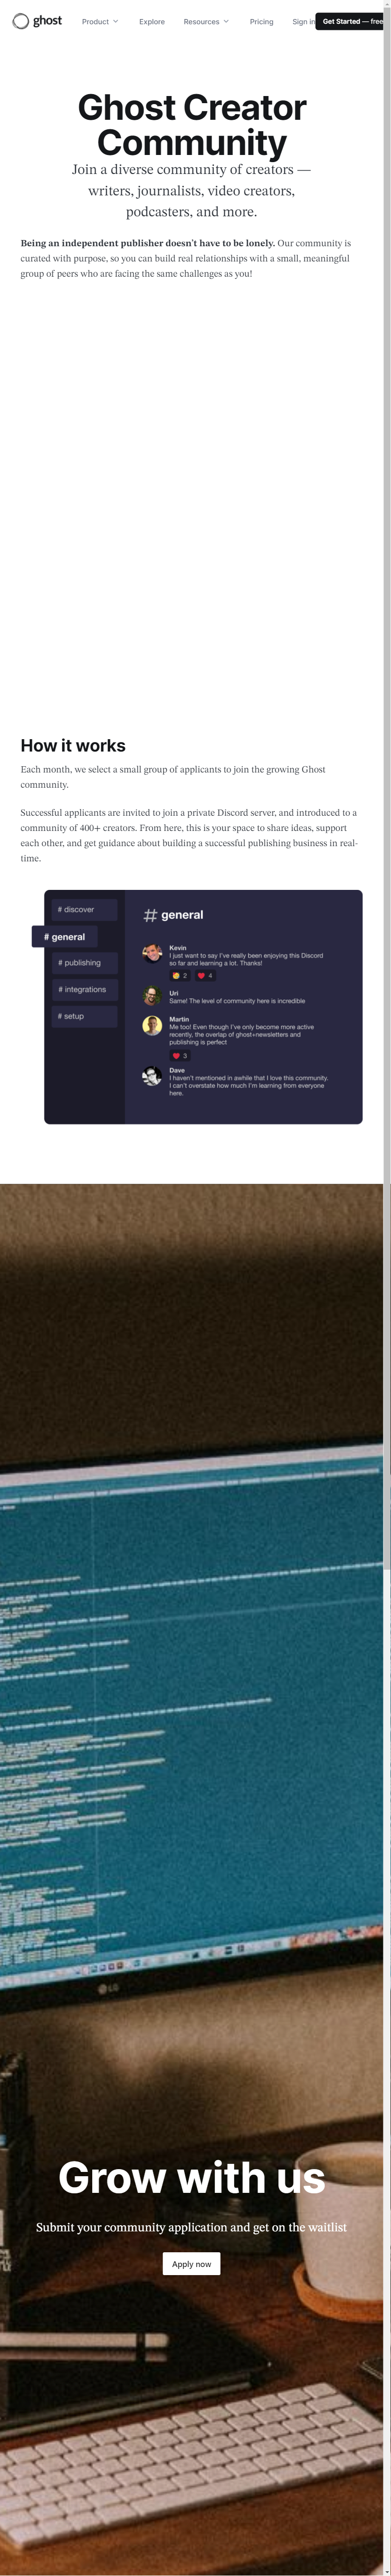 ghost
Product
Explore
Resources
Pricing
Sign in
Get Started — free
Ghost Creator
Community
Join a diverse community of creators —
writers, journalists, video creators,
podcasters, and more.
Being an independent publisher doesn't have to be lonely. Our community is
curated with purpose, so you can build real relationships with a small, meaningful
group of peers who are facing the same challenges as you!
How it works
Each month, we select a small group of applicants to join the growing Ghost
community.
Successful applicants are invited to join a private Discord server, and introduced to a
community of 400+ creators. From here, this is your space to share ideas, support
each other, and get guidance about building a successful publishing business in real-
time.
# discover
# general
# publishing
# integrations
# setup
# general
Kevin
I just want to say I've really been enjoying this Discord
so far and learning a lot. Thanks!
2
4
Uri
Same! The level of community here is incredible
Martin
Me too! Even though I've only become more active
recently, the overlap of ghost+newsletters and
publishing is perfect
3
Dave
I haven't mentioned in awhile that I love this community.
I can't overstate how much I'm learning from everyone
here.
LG
Grow with us
Submit your community application and get on the waitlist
Apply now